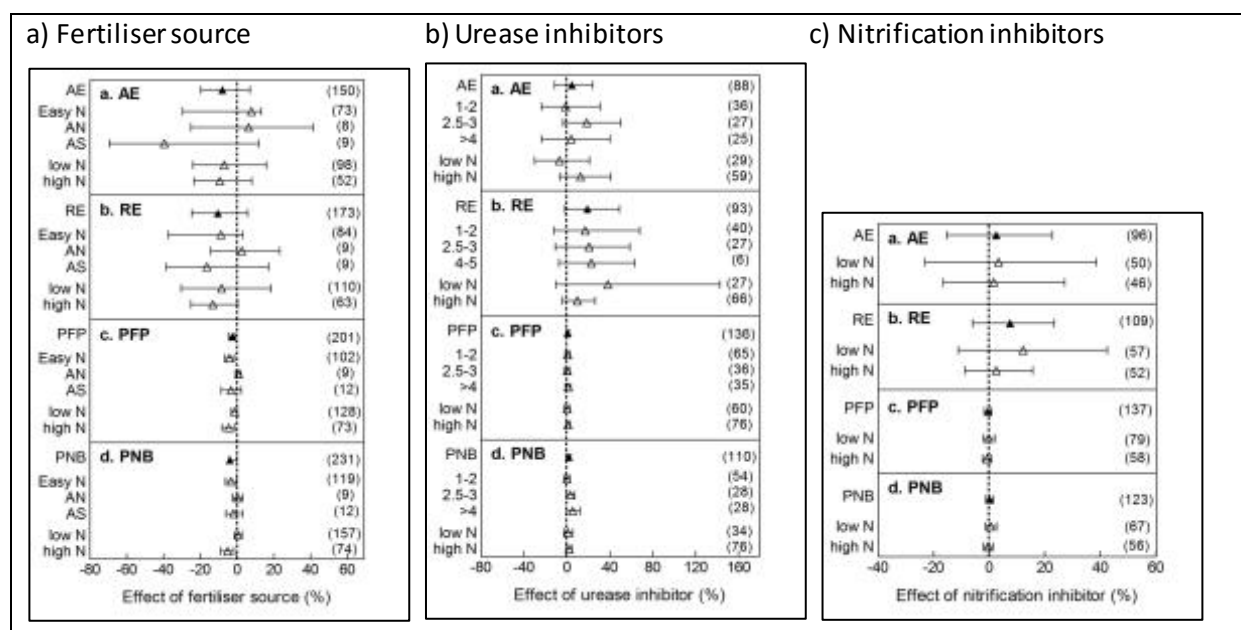 a) Fertiliser source
b) Urease inhibitors
c) Nitrification inhibitors
AE a. AE (150)
Easy N (73)
AN (8)
AS (9)
low N (98)
high N (52)
RE b. RE (173)
Easy N (84)
AN (9)
AS (9)
low N (110)
high N (63)
PFP c. PFP (201)
Easy N (102)
AN (9)
AS (12)
low N (128)
high N (73)
PNB d. PNB (231)
Easy N (119)
AN (9)
AS (12)
low N (157)
high N (74)
-80 -60 -40 -20 0 20 40 60
Effect of fertiliser source (%)
AE a. AE (88)
1-2 (36)
2.5-3 (27)
>4 (25)
low N (29)
high N (59)
RE b. RE (93)
1-2 (40)
2.5-3 (27)
4-5 (6)
low N (27)
high N (66)
PFP c. PFP (136)
1-2 (65)
2.5-3 (36)
>4 (35)
low N (60)
high N (76)
PNB d. PNB (110)
1-2 (54)
2.5-3 (28)
>4 (28)
low N (34)
high N (76)
-80 -40 0 40 80 120 160
Effect of urease inhibitor (%)
AE a. AE (96)
low N (50)
high N (46)
RE b. RE (109)
low N (57)
high N (52)
PFP c. PFP (137)
low N (79)
high N (58)
PNB d. PNB (123)
low N (67)
high N (56)
-40 -20 0 20 40 60
Effect of nitrification inhibitor (%)